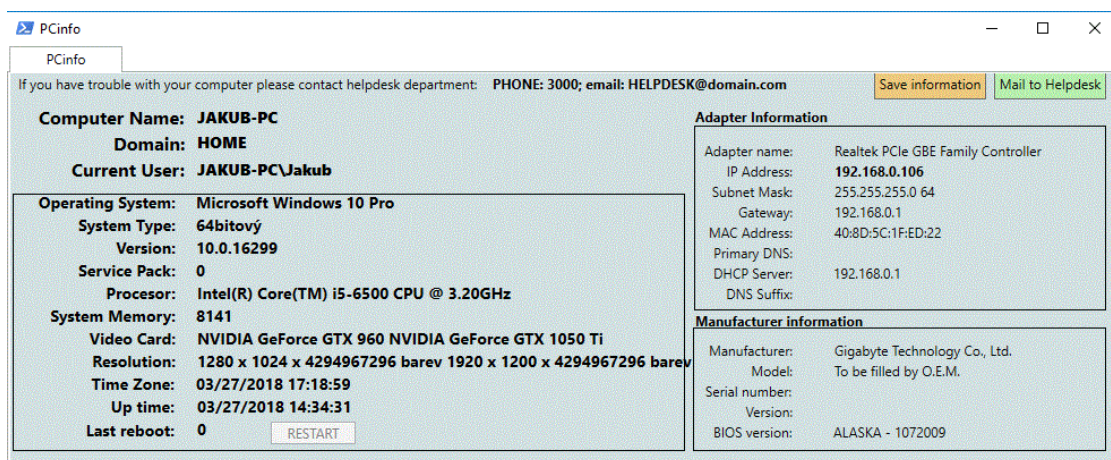 PCinfo
PCinfo
If you have trouble with your computer please contact helpdesk department: PHONE: 3000; email: HELPDESK@domain.com
Save information
Mail to Helpdesk
Computer Name: JAKUB-PC
Domain: HOME
Current User: JAKUB-PC\Jakub
Operating System: Microsoft Windows 10 Pro
System Type: 64bitový
Version: 10.0.16299
Service Pack: 0
Procesor: Intel(R) Core(TM) i5-6500 CPU @ 3.20GHz
System Memory: 8141
Video Card: NVIDIA GeForce GTX 960 NVIDIA GeForce GTX 1050 Ti
Resolution: 1280 x 1024 x 4294967296 barev 1920 x 1200 x 4294967296 barev
Time Zone: 03/27/2018 17:18:59
Up time: 03/27/2018 14:34:31
Last reboot: 0 RESTART
Adapter Information
Adapter name: Realtek PCIe GBE Family Controller
IP Address: 192.168.0.106
Subnet Mask: 255.255.255.0 64
Gateway: 192.168.0.1
MAC Address: 40:8D:5C:1F:ED:22
Primary DNS:
DHCP Server: 192.168.0.1
DNS Suffix:
Manufacturer information
Manufacturer: Gigabyte Technology Co., Ltd.
Model: To be filled by O.E.M.
Serial number:
Version:
BIOS version: ALASKA - 1072009